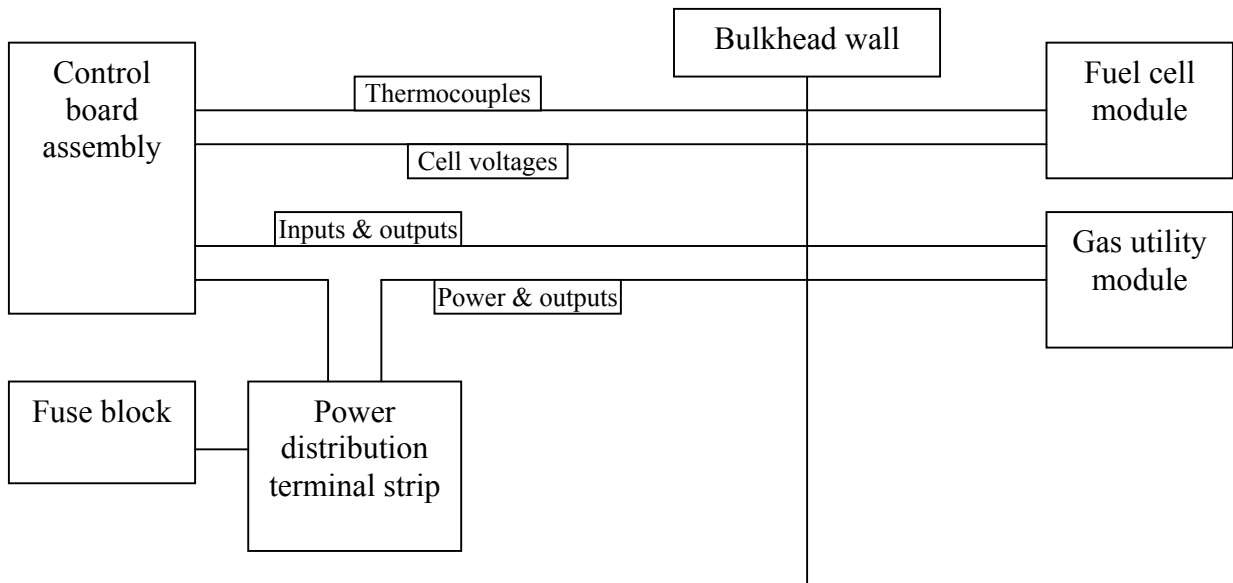 Control
board
assembly
Bulkhead wall
Fuel cell
module
Thermocouples
Cell voltages
Inputs & outputs
Gas utility
module
Power & outputs
Fuse block
Power
distribution
terminal strip